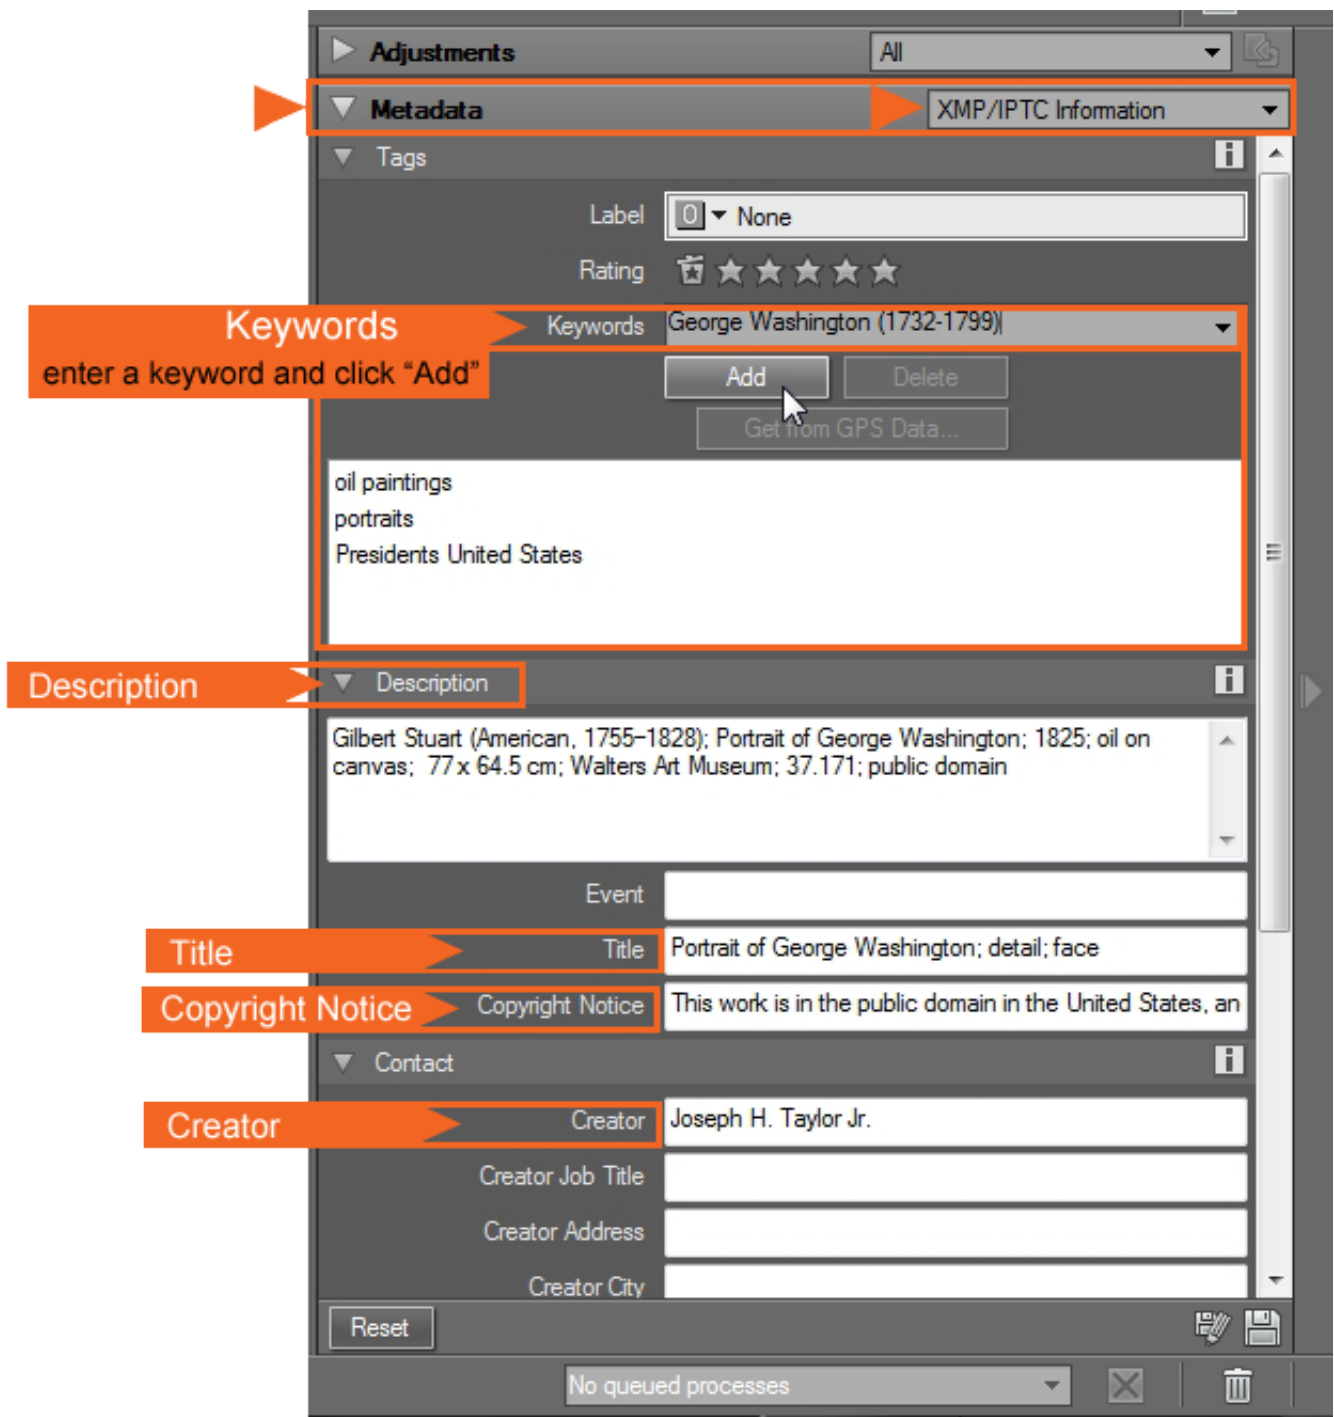 Adjustments All
Metadata XMP/IPTC Information
Tags
Label 0 None
Rating
Keywords Keywords George Washington (1732-1799)
enter a keyword and click “Add” Add Delete
Get from GPS Data...
oil paintings
portraits
Presidents United States
Description Description
Gilbert Stuart (American, 1755-1828); Portrait of George Washington; 1825; oil on
canvas; 77 x 64.5 cm; Walters Art Museum; 37.171; public domain
Event
Title Title Portrait of George Washington; detail; face
Copyright Notice Copyright Notice This work is in the public domain in the United States, an
Contact
Creator Creator Joseph H. Taylor Jr.
Creator Job Title
Creator Address
Creator City
Reset
No queued processes